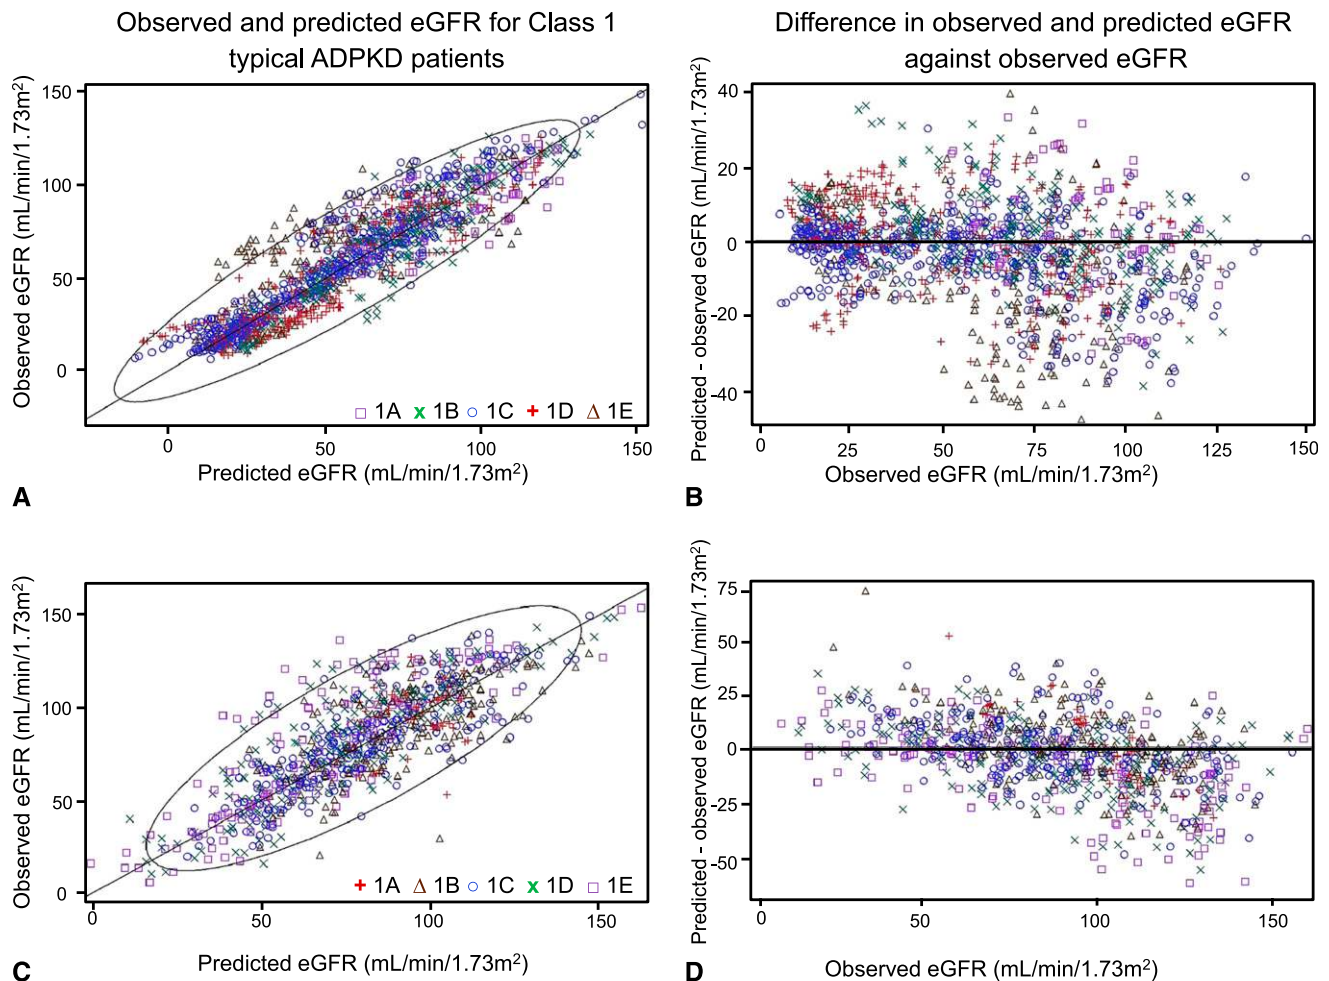 Observed and predicted eGFR for Class 1
typical ADPKD patients
Observed eGFR (mL/min/1.73m²)
150
100
50
0
0
50
100
150
□ 1A x 1B ○ 1C + 1D Δ 1E
Predicted eGFR (mL/min/1.73m²)
A
Difference in observed and predicted eGFR
against observed eGFR
Predicted - observed eGFR (mL/min/1.73m²)
40
20
0
-20
-40
0
25
50
75
100
125
150
Observed eGFR (mL/min/1.73m²)
B
Observed eGFR (mL/min/1.73m²)
150
100
50
0
0
50
100
150
+ 1A Δ 1B ○ 1C x 1D □ 1E
Predicted eGFR (mL/min/1.73m²)
C
Predicted - observed eGFR (mL/min/1.73m²)
75
50
25
0
-25
-50
0
50
100
150
Observed eGFR (mL/min/1.73m²)
D